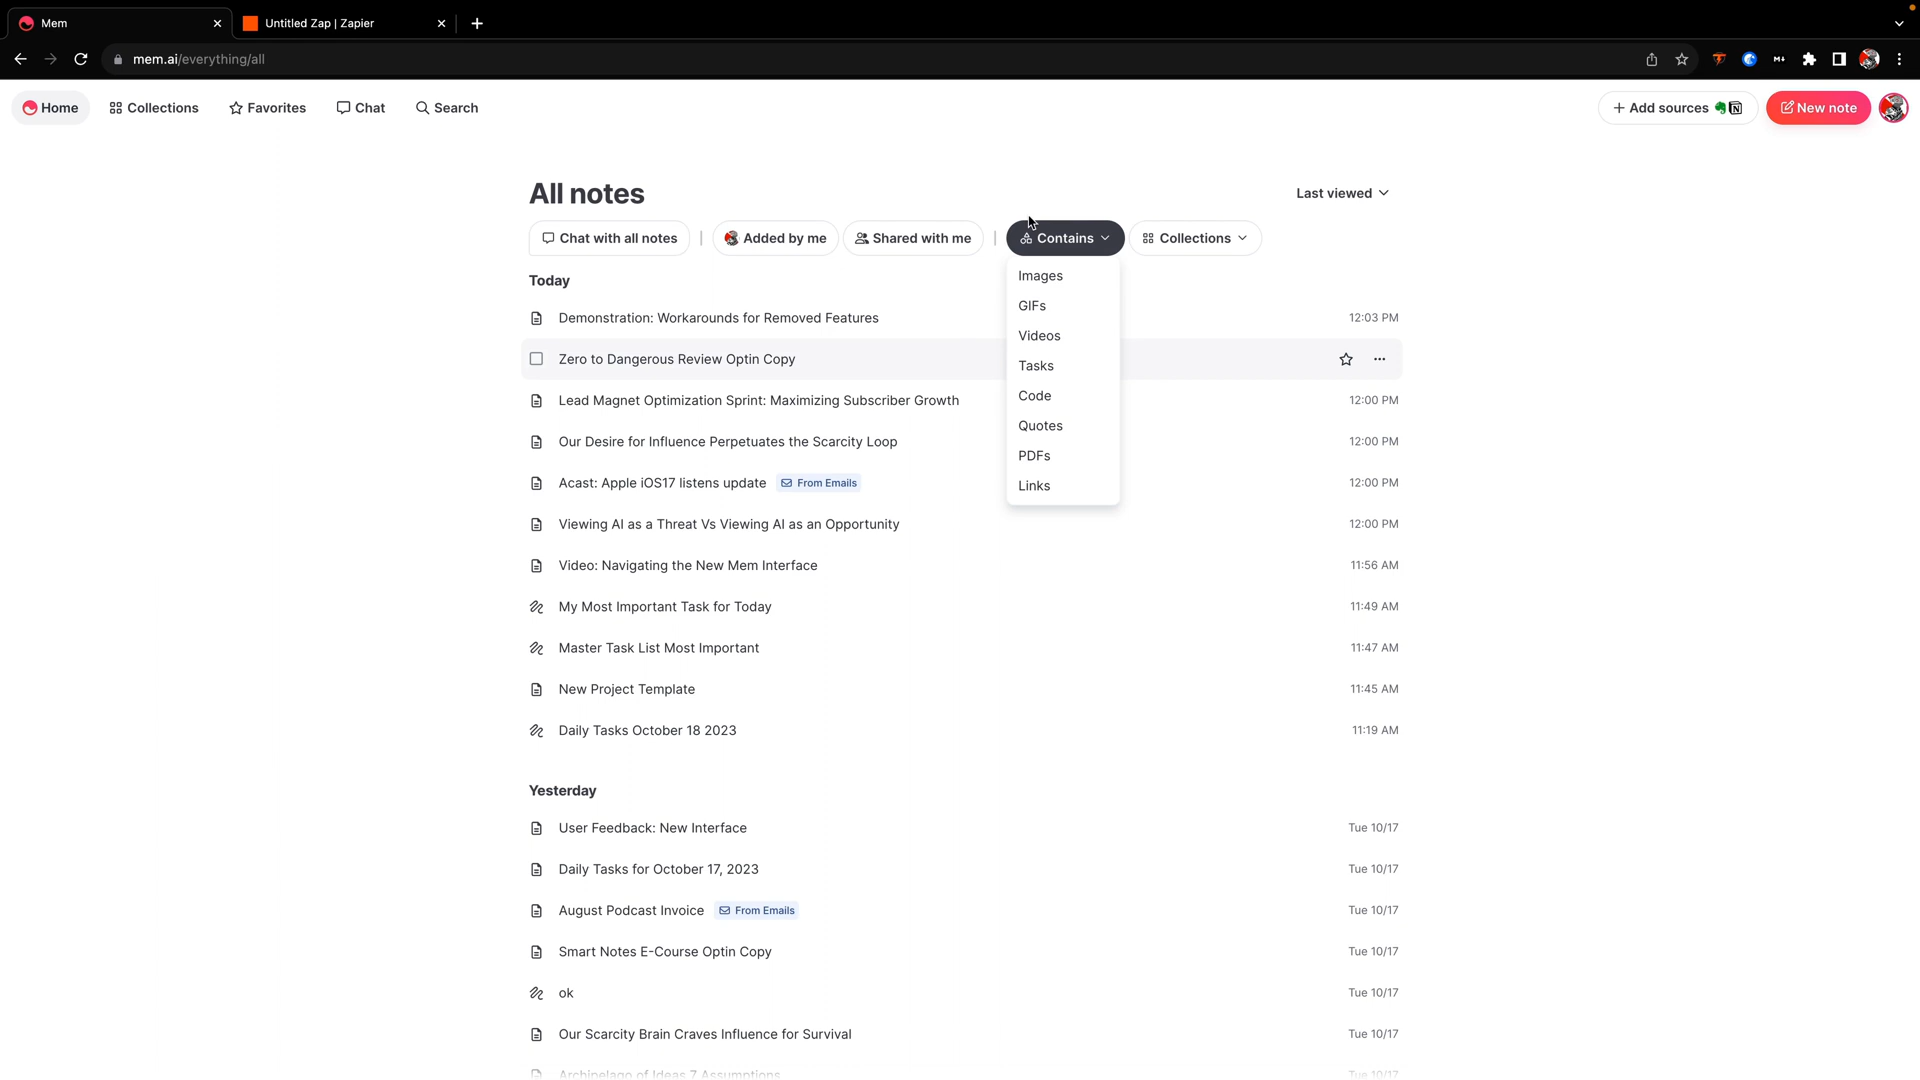 Mem
Untitled Zap | Zapier
mem.ai/everything/all
Home
Collections
Favorites
Chat
Search
Add sources
New note
All notes
Last viewed
Chat with all notes
Added by me
Shared with me
Contains
Collections
Images
GIFs
Videos
Tasks
Code
Quotes
PDFs
Links
Today
Demonstration: Workarounds for Removed Features 12:03 PM
Zero to Dangerous Review Optin Copy
Lead Magnet Optimization Sprint: Maximizing Subscriber Growth 12:00 PM
Our Desire for Influence Perpetuates the Scarcity Loop 12:00 PM
Acast: Apple iOS17 listens update From Emails 12:00 PM
Viewing AI as a Threat Vs Viewing AI as an Opportunity 12:00 PM
Video: Navigating the New Mem Interface 11:56 AM
My Most Important Task for Today 11:49 AM
Master Task List Most Important 11:47 AM
New Project Template 11:45 AM
Daily Tasks October 18 2023 11:19 AM
Yesterday
User Feedback: New Interface Tue 10/17
Daily Tasks for October 17, 2023 Tue 10/17
August Podcast Invoice From Emails Tue 10/17
Smart Notes E-Course Optin Copy Tue 10/17
ok Tue 10/17
Our Scarcity Brain Craves Influence for Survival Tue 10/17
Archipelago of Ideas 7 Assumptions Tue 10/17